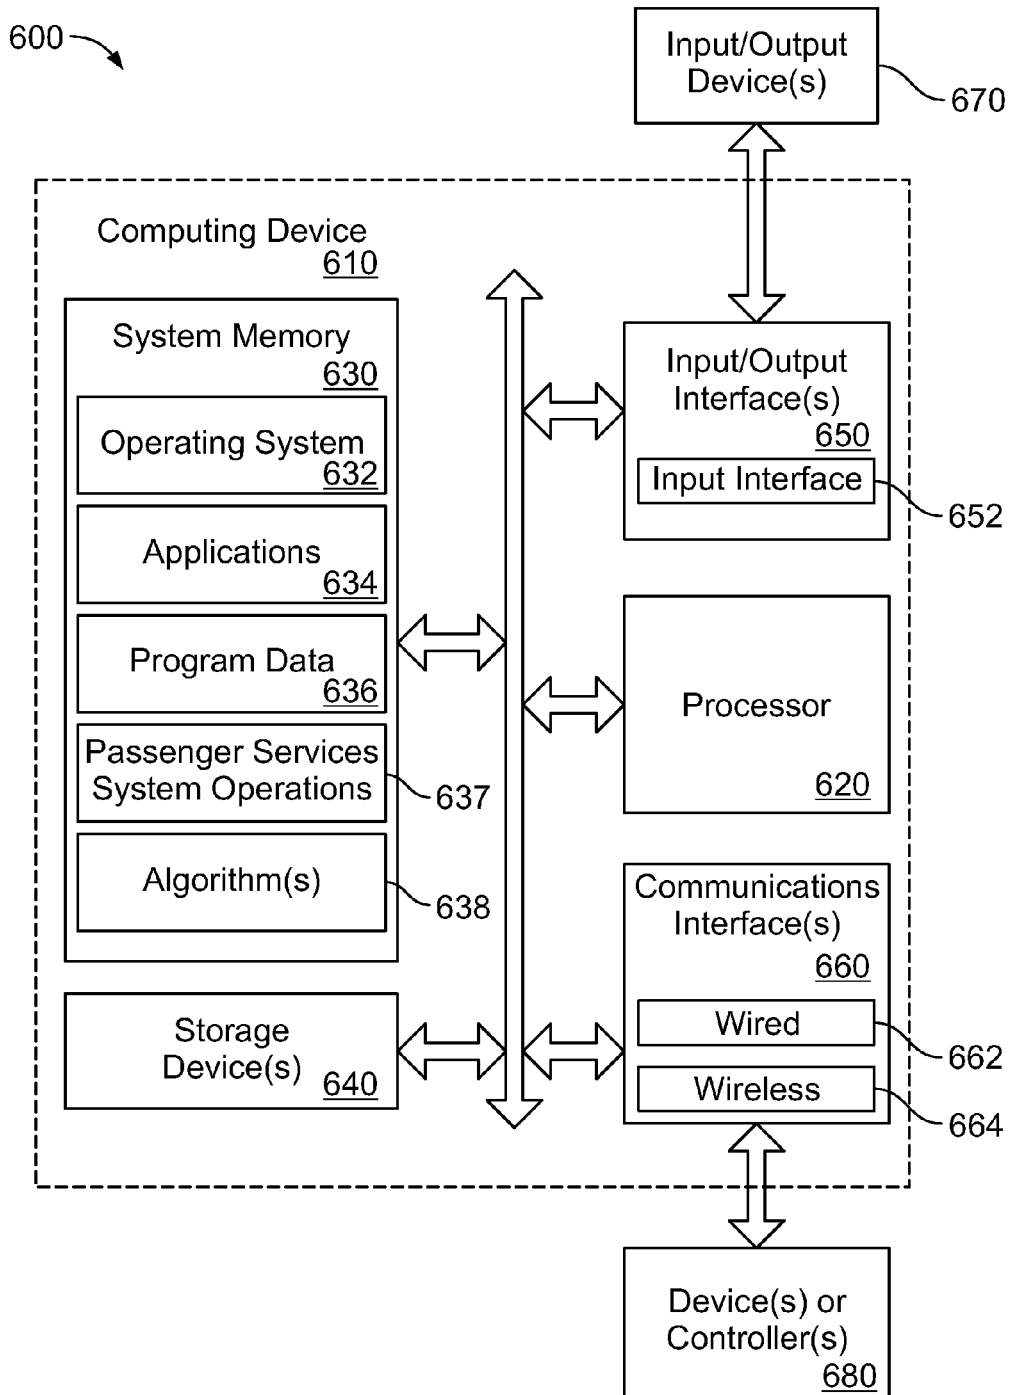 600
Input/Output
Device(s)
670
Computing Device
610
System Memory
630
Operating System
632
Applications
634
Program Data
636
Passenger Services
System Operations
637
Algorithm(s)
638
Storage
Device(s)
640
Input/Output
Interface(s)
650
Input Interface
652
Processor
620
Communications
Interface(s)
660
Wired
662
Wireless
664
Device(s) or
Controller(s)
680